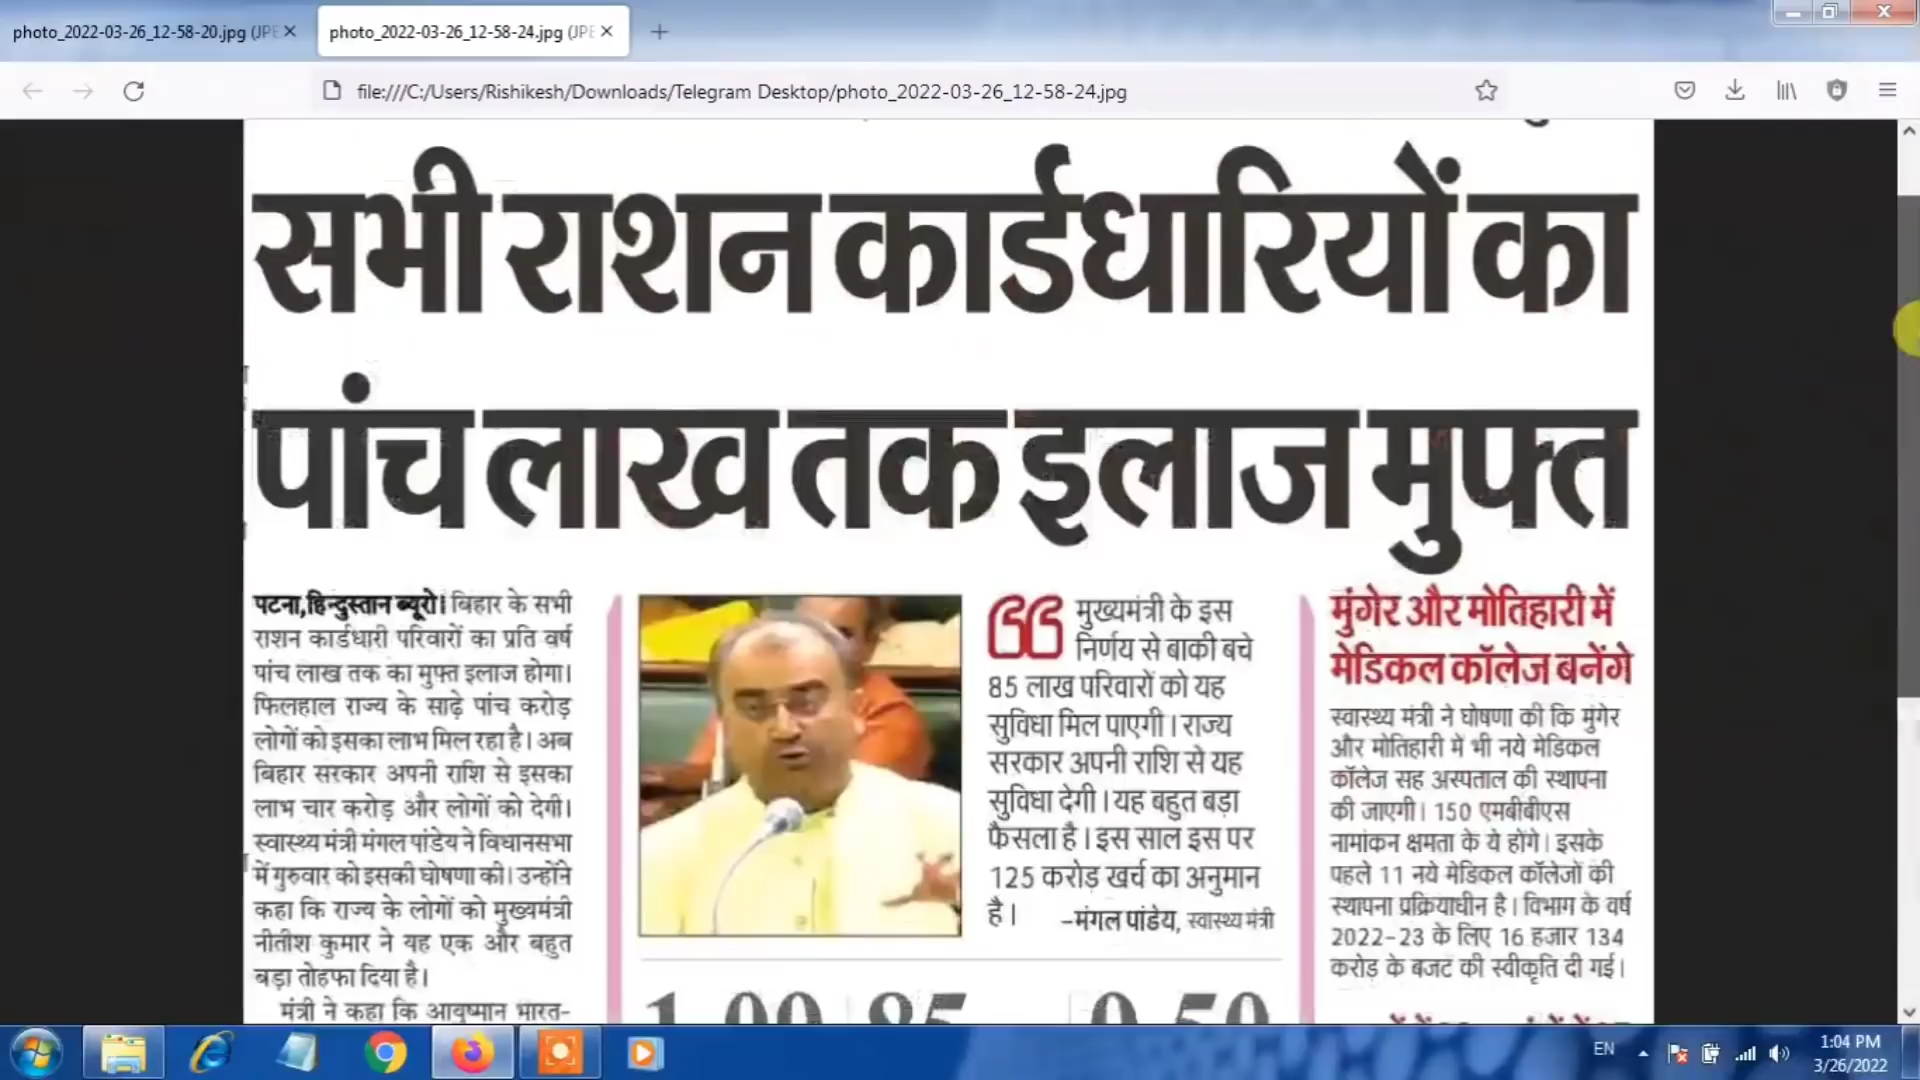 photo_2022-03-26_12-58-20.jpg (JPE
photo_2022-03-26_12-58-24.jpg (JPE
file:///C:/Users/Rishikesh/Downloads/Telegram Desktop/photo_2022-03-26_12-58-24.jpg
सभी राशन कार्डधारियों का
पांच लाख तक इलाज मुफ्त
पटना, हिन्दुस्तान ब्यूरो। बिहार के सभी
राशन कार्डधारी परिवारों का प्रति वर्ष
पांच लाख तक का मुफ्त इलाज होगा।
फिलहाल राज्य के साढ़े पांच करोड़
लोगों को इसका लाभ मिल रहा है। अब
बिहार सरकार अपनी राशि से इसका
लाभ चार करोड़ और लोगों को देगी।
स्वास्थ्य मंत्री मंगल पांडेय ने विधानसभा
में गुरुवार को इसकी घोषणा की। उन्होंने
कहा कि राज्य के लोगों को मुख्यमंत्री
नीतीश कुमार ने यह एक और बहुत
बड़ा तोहफा दिया है।
मंत्री ने कहा कि आयुष्मान भारत-
मुख्यमंत्री के इस
निर्णय से बाकी बचे
85 लाख परिवारों को यह
सुविधा मिल पाएगी। राज्य
सरकार अपनी राशि से यह
सुविधा देगी। यह बहुत बड़ा
फैसला है। इस साल इस पर
125 करोड़ खर्च का अनुमान
है।
-मंगल पांडेय, स्वास्थ्य मंत्री
मुंगेर और मोतिहारी में
मेडिकल कॉलेज बनेंगे
स्वास्थ्य मंत्री ने घोषणा की कि मुंगेर
और मोतिहारी में भी नये मेडिकल
कॉलेज सह अस्पताल की स्थापना
की जाएगी। 150 एमबीबीएस
नामांकन क्षमता के ये होंगे। इसके
पहले 11 नये मेडिकल कॉलेजों की
स्थापना प्रक्रियाधीन है। विभाग के वर्ष
2022-23 के लिए 16 हजार 134
करोड़ के बजट की स्वीकृति दी गई।
EN
1:04 PM
3/26/2022